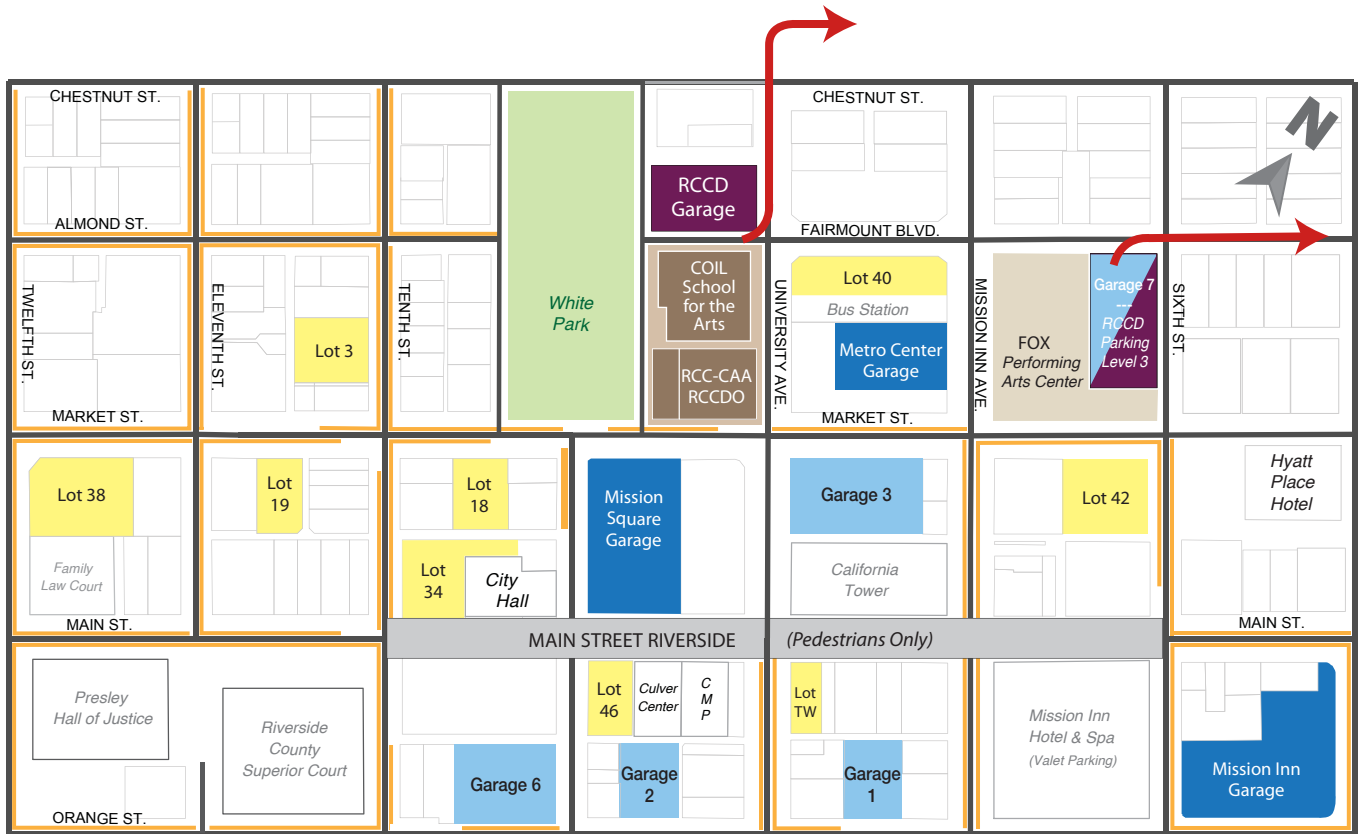 CHESTNUT ST.
CHESTNUT ST.
N
RCCD
Garage
ALMOND ST.
FAIRMOUNT BLVD.
TWELFTH ST.
ELEVENTH ST.
Lot 3
TENTH ST.
White
Park
COIL
School
for the
Arts
RCC-CAA
RCCDO
UNIVERSITY AVE.
Lot 40
Bus Station
Metro Center
Garage
MISSION INN AVE.
FOX
Performing
Arts Center
Garage 7
---
RCCD
Parking
Level 3
SIXTH ST.
MARKET ST.
MARKET ST.
Lot 38
Family
Law Court
Lot
19
Lot
18
Lot
34
City
Hall
Mission
Square
Garage
Garage 3
California
Tower
Lot 42
Hyatt
Place
Hotel
MAIN ST.
MAIN STREET RIVERSIDE (Pedestrians Only)
MAIN ST.
Presley
Hall of Justice
Riverside
County
Superior Court
Lot
46
Culver
Center
C
M
P
Lot
TW
Mission Inn
Hotel & Spa
(Valet Parking)
Garage 6
Garage
2
Garage
1
Mission Inn
Garage
ORANGE ST.